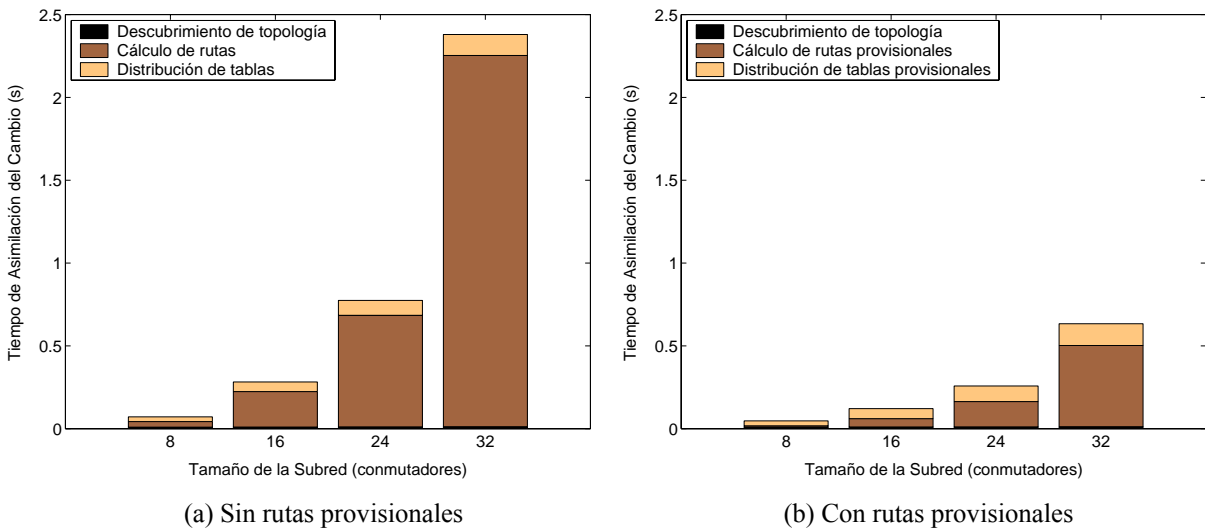 2.5
2
1.5
1
0.5
0
Tiempo de Asimilación del Cambio (s)
Descubrimiento de topología
Cálculo de rutas
Distribución de tablas
8 16 24 32
Tamaño de la Subred (conmutadores)
(a) Sin rutas provisionales
2.5
2
1.5
1
0.5
0
Tiempo de Asimilación del Cambio (s)
Descubrimiento de topología
Cálculo de rutas provisionales
Distribución de tablas provisionales
8 16 24 32
Tamaño de la Subred (conmutadores)
(b) Con rutas provisionales